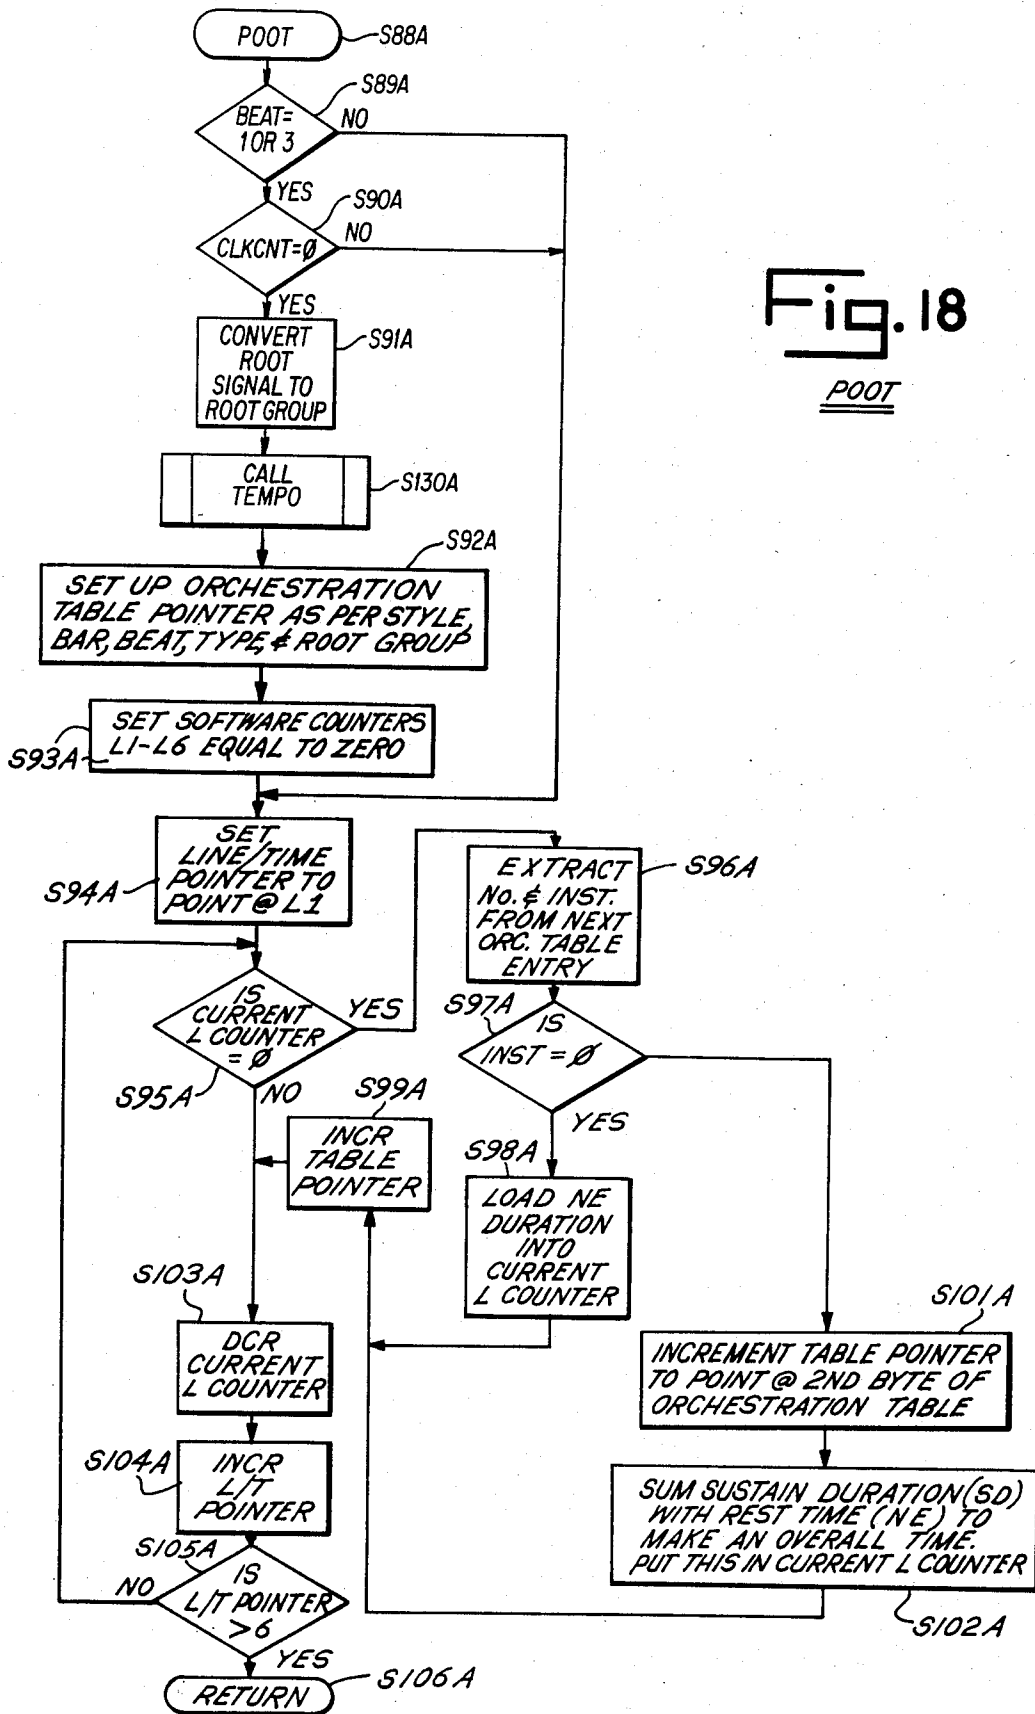 POOT
S88A
S89A
BEAT=
1 OR 3
NO
YES
S90A
CLKCNT=Ø
NO
YES
CONVERT
ROOT
SIGNAL TO
ROOT GROUP
S91A
Fig.18
POOT
CALL
TEMPO
S130A
S92A
SET UP ORCHESTRATION
TABLE POINTER AS PER STYLE,
BAR, BEAT, TYPE, & ROOT GROUP
SET SOFTWARE COUNTERS
L1-L6 EQUAL TO ZERO
S93A
SET
LINE/TIME
POINTER TO
POINT @ L1
S94A
EXTRACT
No. & INST.
FROM NEXT
ORC. TABLE
ENTRY
S96A
IS
CURRENT
L COUNTER
= Ø
YES
S95A
NO
S97A
IS
INST = Ø
YES
S99A
INCR
TABLE
POINTER
S98A
LOAD NE
DURATION
INTO
CURRENT
L COUNTER
S103A
DCR
CURRENT
L COUNTER
S101A
INCREMENT TABLE POINTER
TO POINT @ 2ND BYTE OF
ORCHESTRATION TABLE
S104A
INCR
L/T
POINTER
SUM SUSTAIN DURATION (SD)
WITH REST TIME (NE) TO
MAKE AN OVERALL TIME.
PUT THIS IN CURRENT L COUNTER
S102A
S105A
IS
L/T POINTER
>6
NO
YES
RETURN
S106A